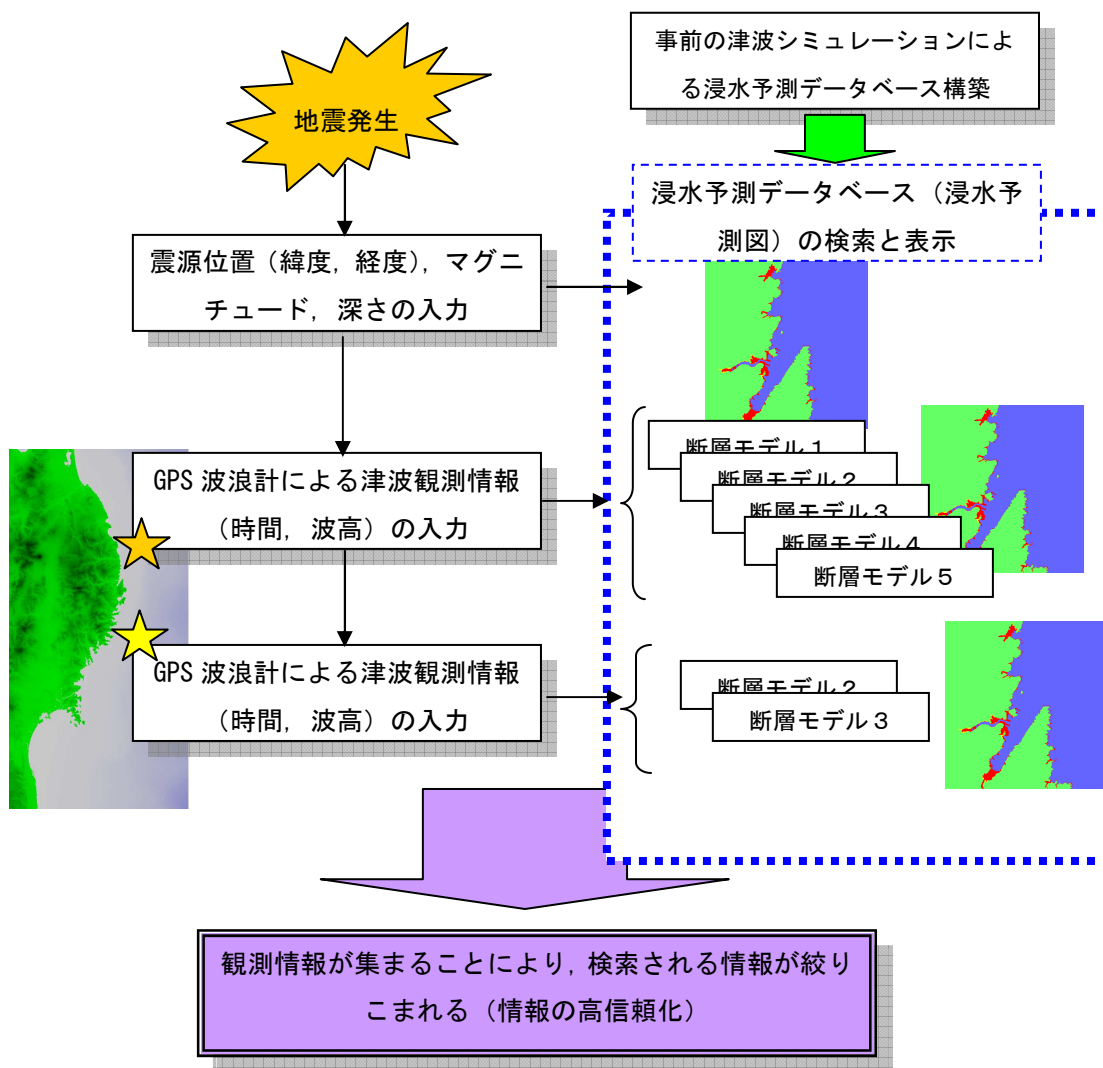 事前の津波シミュレーションによ
る浸水予測データベース構築
地震発生
浸水予測データベース（浸水予
測図）の検索と表示
震源位置（緯度，経度），マグニ
チュード，深さの入力
断層モデル１
断層モデル２
断層モデル３
断層モデル４
断層モデル５
GPS 波浪計による津波観測情報
（時間，波高）の入力
GPS 波浪計による津波観測情報
（時間，波高）の入力
断層モデル２
断層モデル３
観測情報が集まることにより，検索される情報が絞り
こまれる（情報の高信頼化）